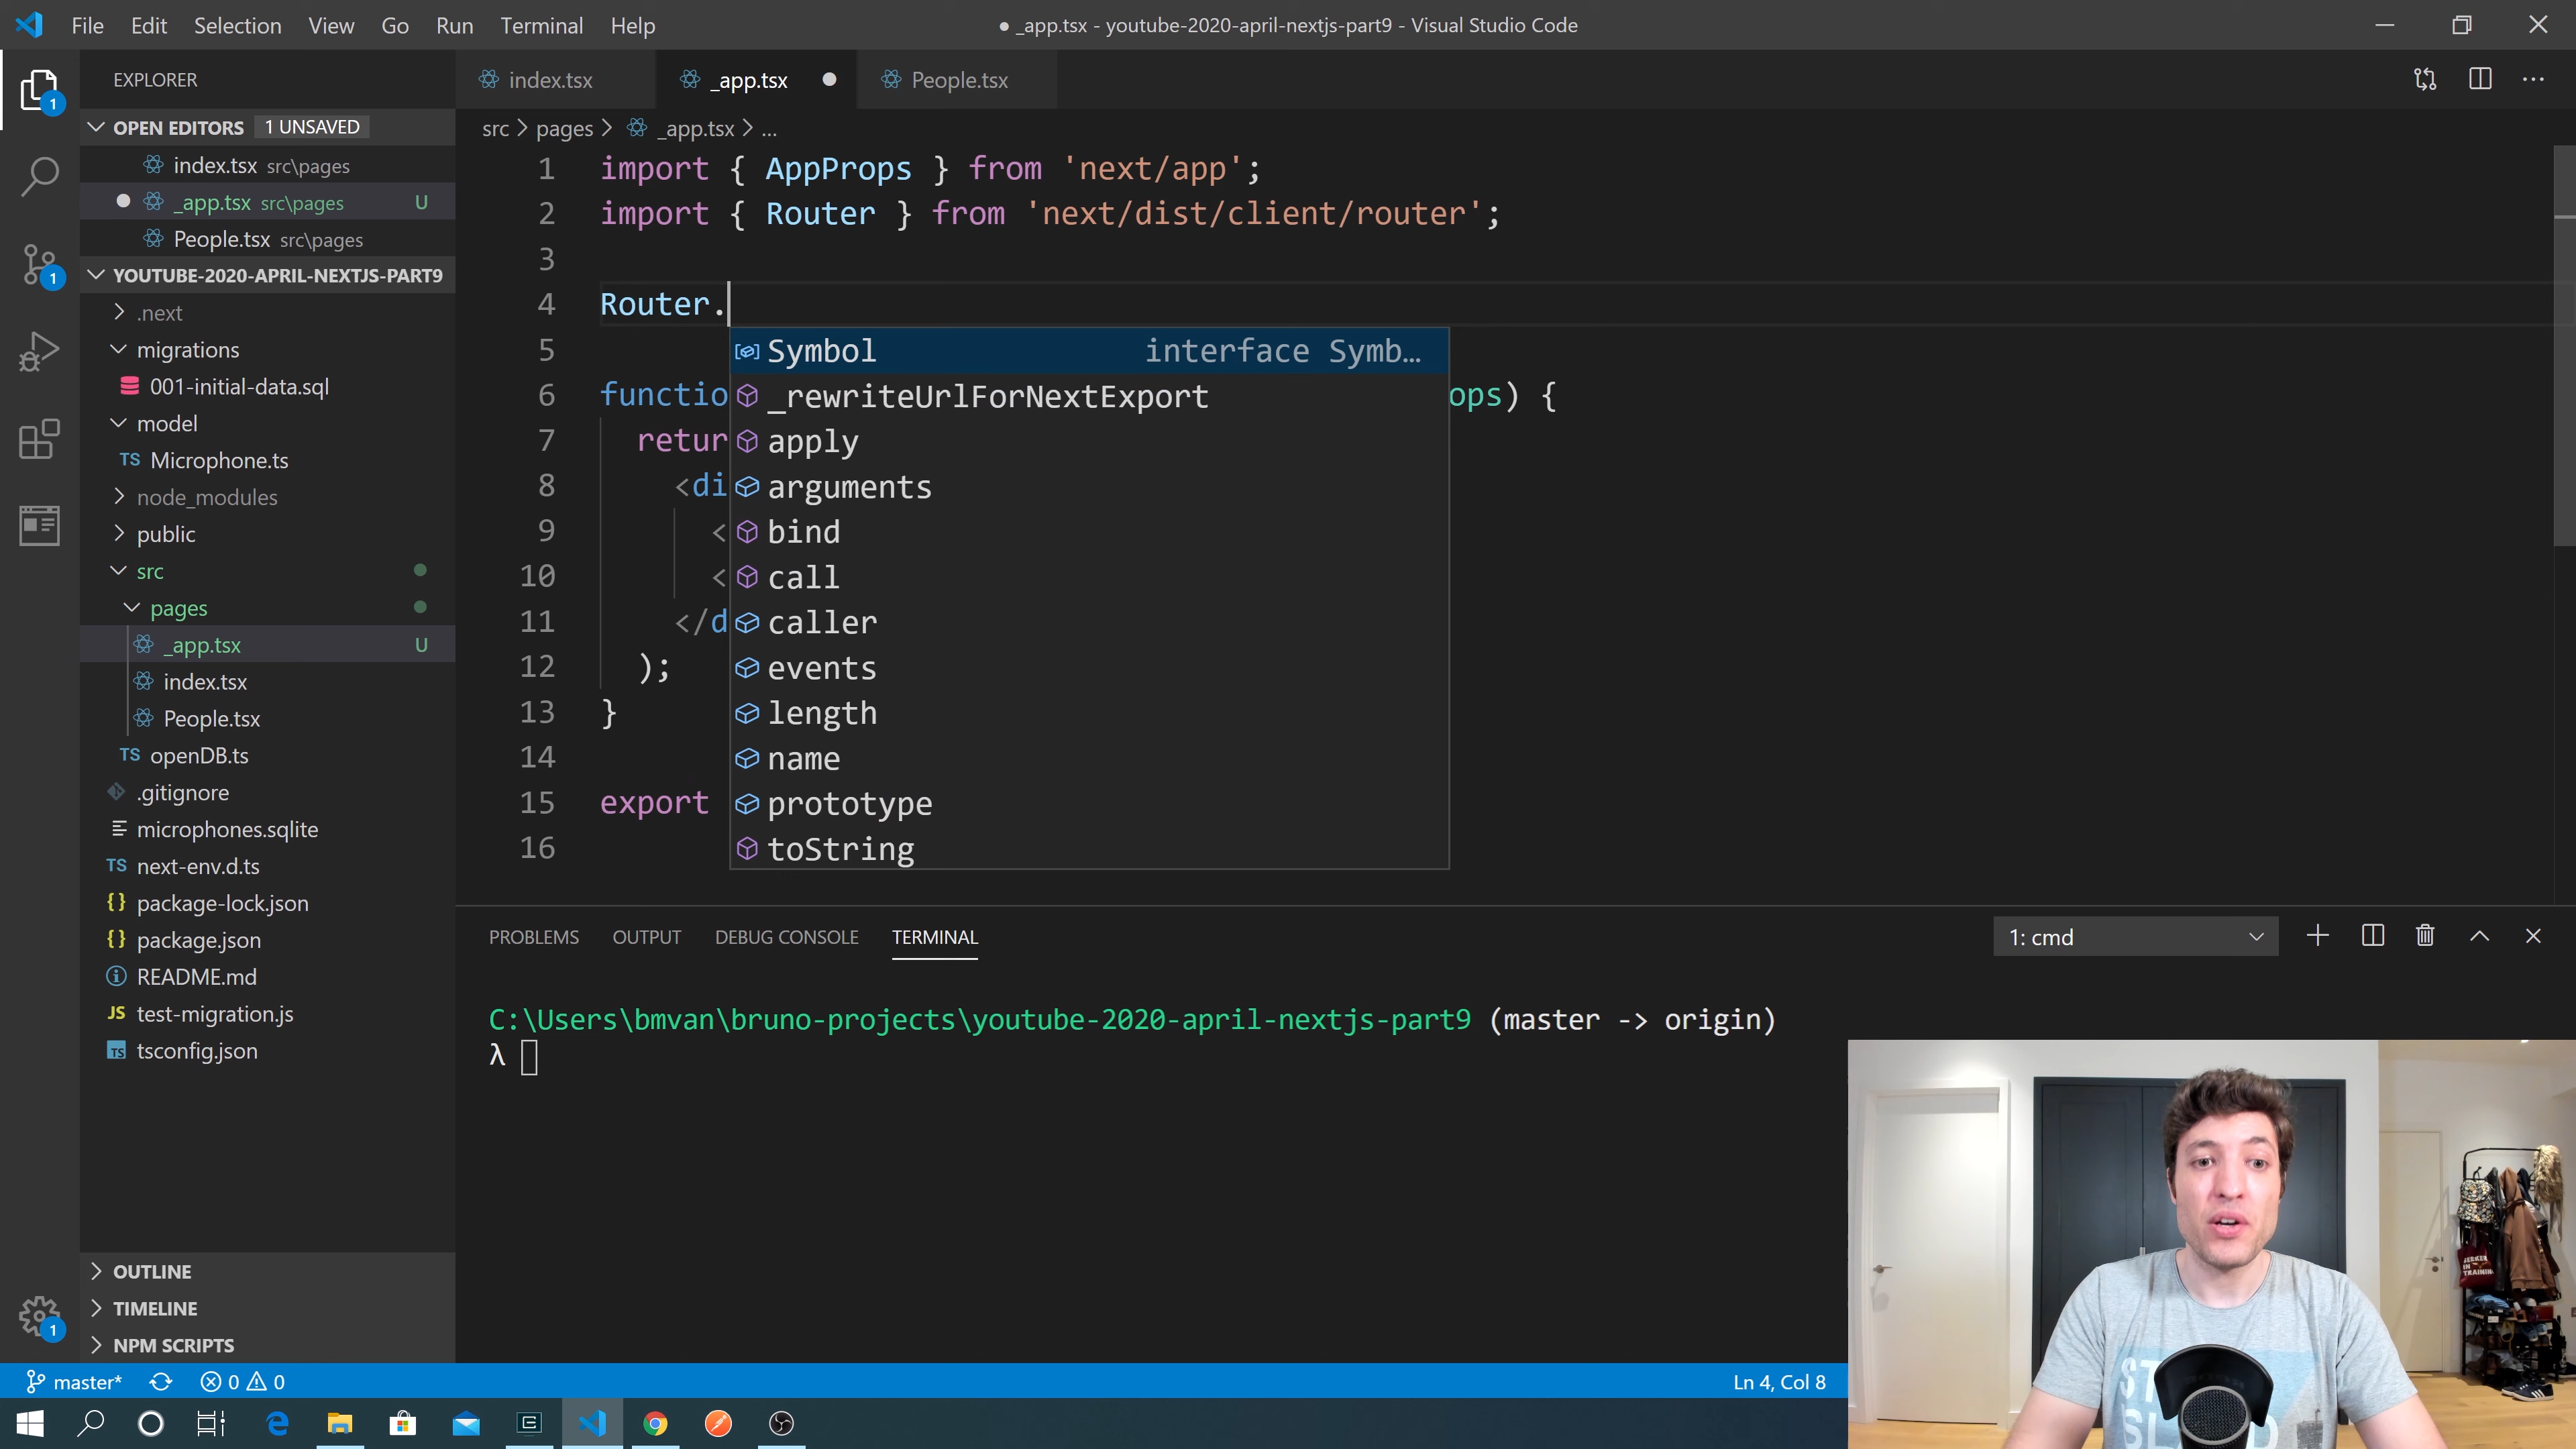 File Edit Selection View Go Run Terminal Help
● _app.tsx - youtube-2020-april-nextjs-part9 - Visual Studio Code
EXPLORER
1
OPEN EDITORS 1 UNSAVED
index.tsx src\pages
_app.tsx src\pages U
People.tsx src\pages
1
YOUTUBE-2020-APRIL-NEXTJS-PART9
.next
migrations
001-initial-data.sql
model
TS Microphone.ts
node_modules
public
src
pages
_app.tsx U
index.tsx
People.tsx
TS openDB.ts
.gitignore
microphones.sqlite
TS next-env.d.ts
{} package-lock.json
{} package.json
README.md
JS test-migration.js
TS tsconfig.json
OUTLINE
TIMELINE
NPM SCRIPTS
1
index.tsx _app.tsx ● People.tsx
src > pages > _app.tsx > ...
1 import { AppProps } from 'next/app';
2 import { Router } from 'next/dist/client/router';
3
4 Router.
5
6 functio ops) {
7 retur
8 <di
9 <
10 <
11 </d
12 );
13 }
14
15 export
16
Symbol interface Symb...
_rewriteUrlForNextExport
apply
arguments
bind
call
caller
events
length
name
prototype
toString
PROBLEMS OUTPUT DEBUG CONSOLE TERMINAL
1: cmd
C:\Users\bmvan\bruno-projects\youtube-2020-april-nextjs-part9 (master -> origin)
λ
master* 0 0
Ln 4, Col 8